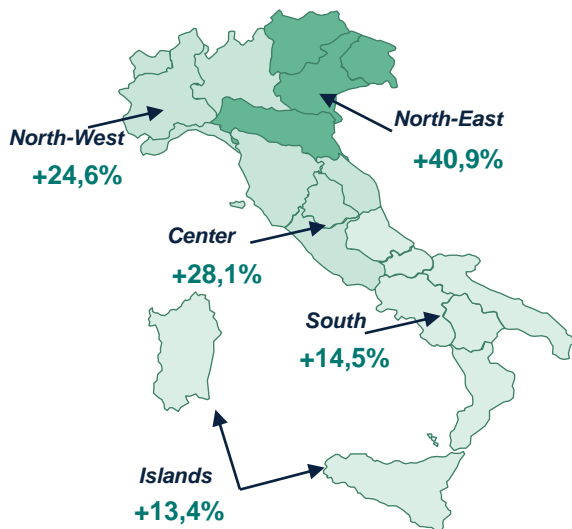 North-West
+24,6%
North-East
+40,9%
Center
+28,1%
South
+14,5%
Islands
+13,4%